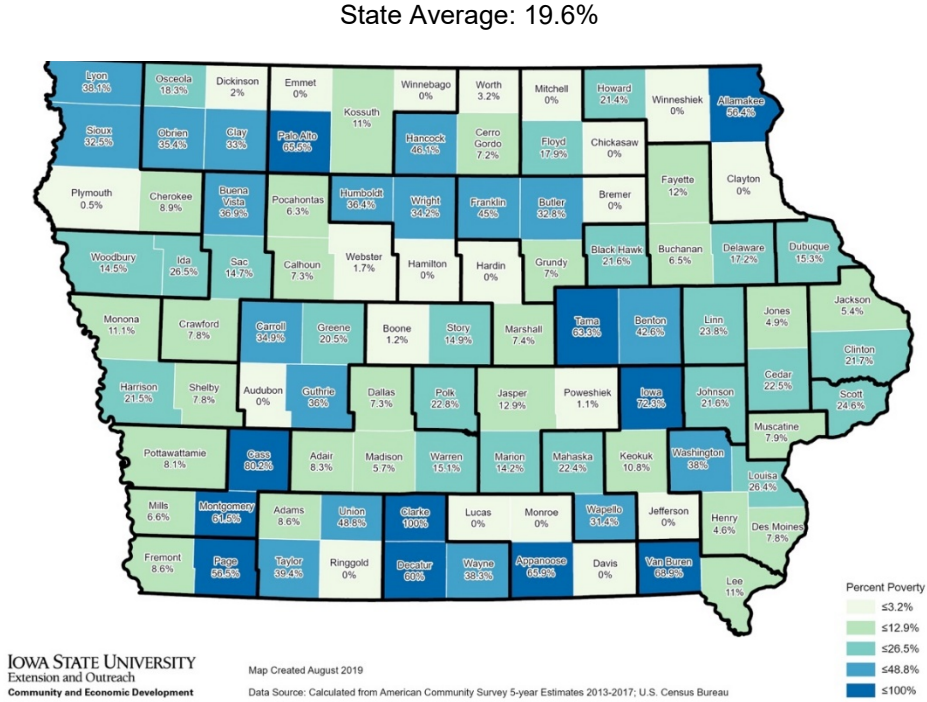 State Average: 19.6%
Lyon
38.1%
Osceola
18.3%
Dickinson
2%
Emmet
0%
Kossuth
11%
Winnebago
0%
Worth
3.2%
Mitchell
0%
Howard
21.4%
Winneshiek
0%
Allamakee
56.4%
Sioux
32.5%
Obrien
35.4%
Clay
33%
Palo Alto
65.5%
Hancock
46.1%
Cerro
Gordo
7.2%
Floyd
17.9%
Chickasaw
0%
Fayette
12%
Clayton
0%
Plymouth
0.5%
Cherokee
8.9%
Buena
Vista
36.9%
Pocahontas
6.3%
Humboldt
36.4%
Wright
34.2%
Franklin
45%
Butler
32.8%
Bremer
0%
Woodbury
14.5%
Ida
26.5%
Sac
14.7%
Calhoun
7.3%
Webster
1.7%
Hamilton
0%
Hardin
0%
Grundy
7%
Black Hawk
21.6%
Buchanan
6.5%
Delaware
17.2%
Dubuque
15.3%
Monona
11.1%
Crawford
7.8%
Carroll
34.9%
Greene
20.5%
Boone
1.2%
Story
14.9%
Marshall
7.4%
Tama
63.3%
Benton
42.6%
Linn
23.8%
Jones
4.9%
Jackson
5.4%
Clinton
21.7%
Harrison
21.5%
Shelby
7.8%
Audubon
0%
Guthrie
36%
Dallas
7.3%
Polk
22.8%
Jasper
12.9%
Poweshiek
1.1%
Iowa
72.3%
Johnson
21.6%
Cedar
22.5%
Scott
24.6%
Muscatine
7.9%
Pottawattamie
8.1%
Cass
80.2%
Adair
8.3%
Madison
5.7%
Warren
15.1%
Marion
14.2%
Mahaska
22.4%
Keokuk
10.8%
Washington
38%
Louisa
26.4%
Mills
6.6%
Montgomery
61.5%
Adams
8.6%
Union
48.8%
Clarke
100%
Lucas
0%
Monroe
0%
Wapello
31.4%
Jefferson
0%
Henry
4.6%
Des Moines
7.8%
Fremont
8.6%
Page
56.5%
Taylor
39.4%
Ringgold
0%
Decatur
60%
Wayne
38.3%
Appanoose
65.9%
Davis
0%
Van Buren
68.9%
Lee
11%
Percent Poverty
≤3.2%
≤12.9%
≤26.5%
≤48.8%
≤100%
IOWA STATE UNIVERSITY
Extension and Outreach
Community and Economic Development
Map Created August 2019
Data Source: Calculated from American Community Survey 5-year Estimates 2013-2017; U.S. Census Bureau